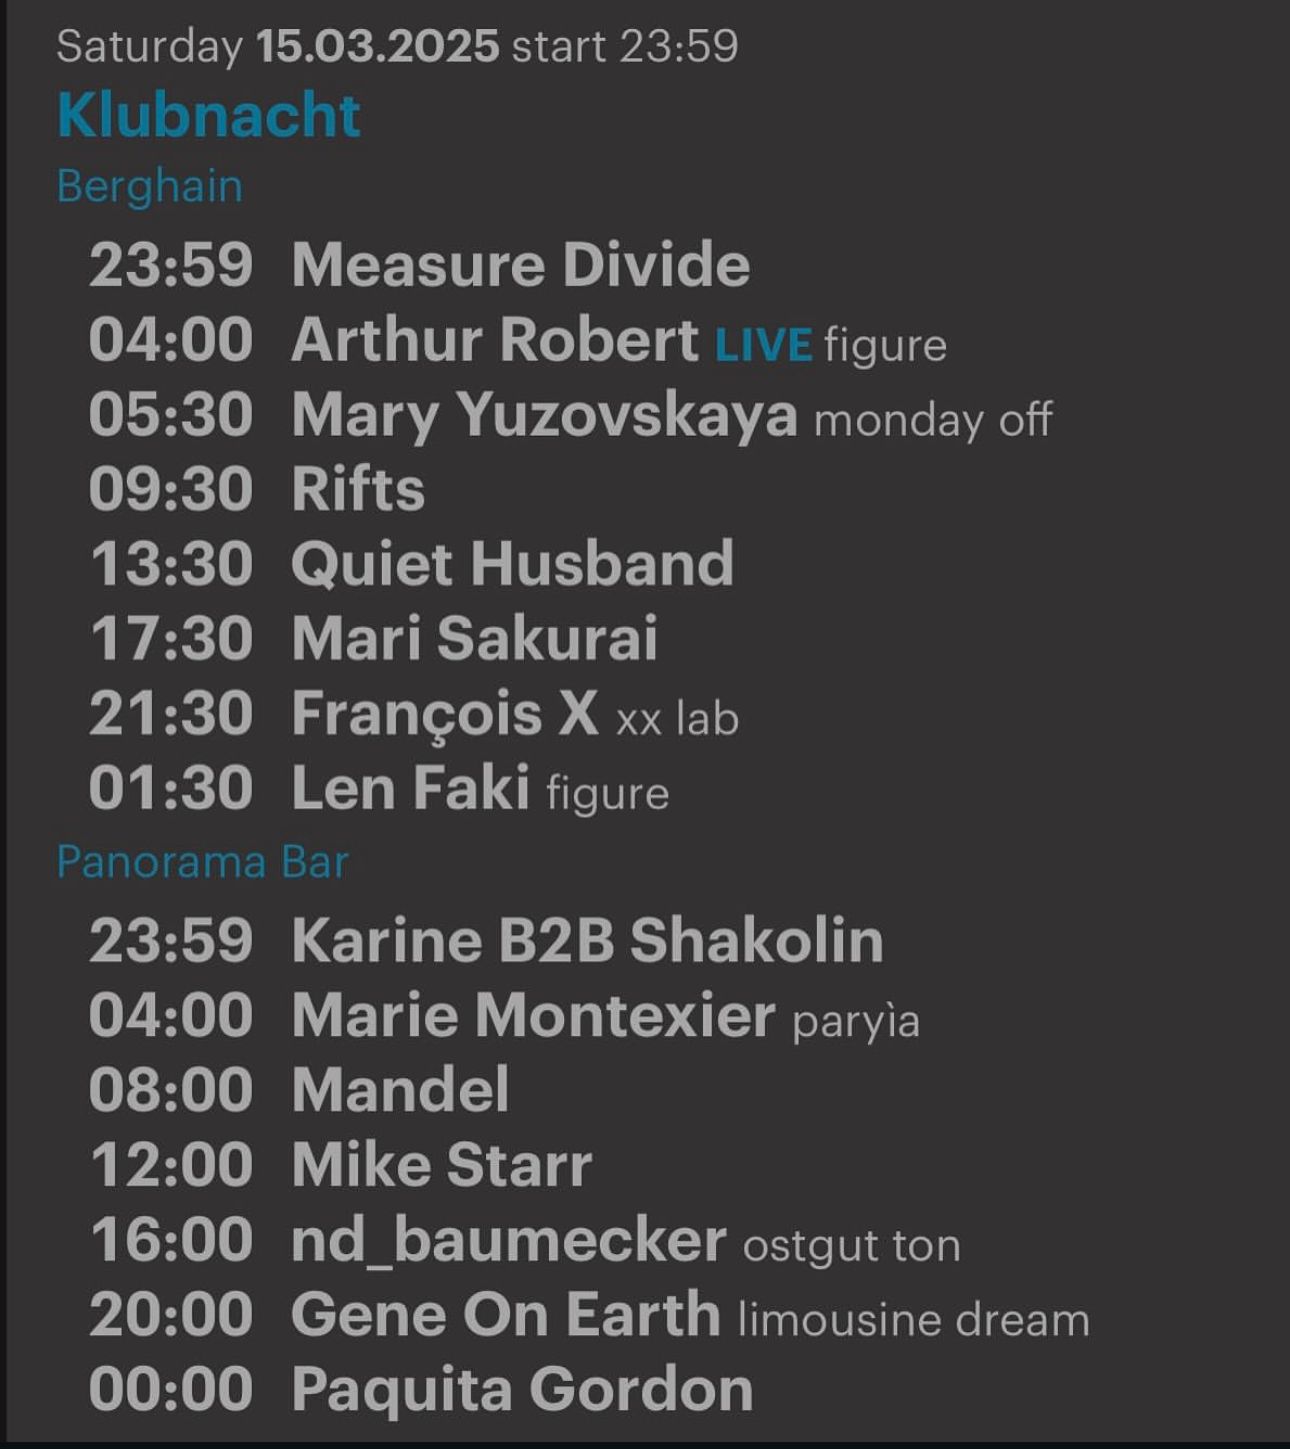 Saturday 15.03.2025 start 23:59
Klubnacht
Berghain
23:59 Measure Divide
04:00 Arthur Robert LIVE figure
05:30 Mary Yuzovskaya monday off
09:30 Rifts
13:30 Quiet Husband
17:30 Mari Sakurai
21:30 François X xx lab
01:30 Len Faki figure
Panorama Bar
23:59 Karine B2B Shakolin
04:00 Marie Montexier paryìa
08:00 Mandel
12:00 Mike Starr
16:00 nd_baumecker ostgut ton
20:00 Gene On Earth limousine dream
00:00 Paquita Gordon